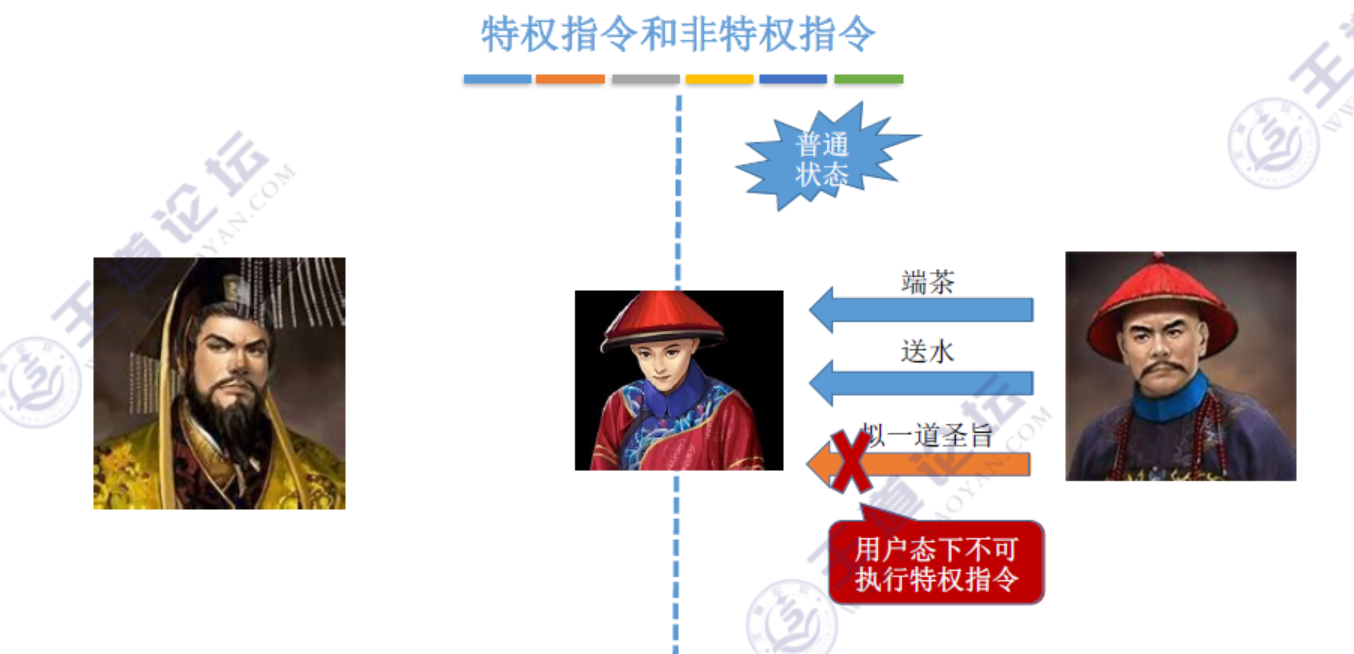 特权指令和非特权指令
普通
状态
端茶
送水
拟一道圣旨
用户态下不可
执行特权指令
王道论坛